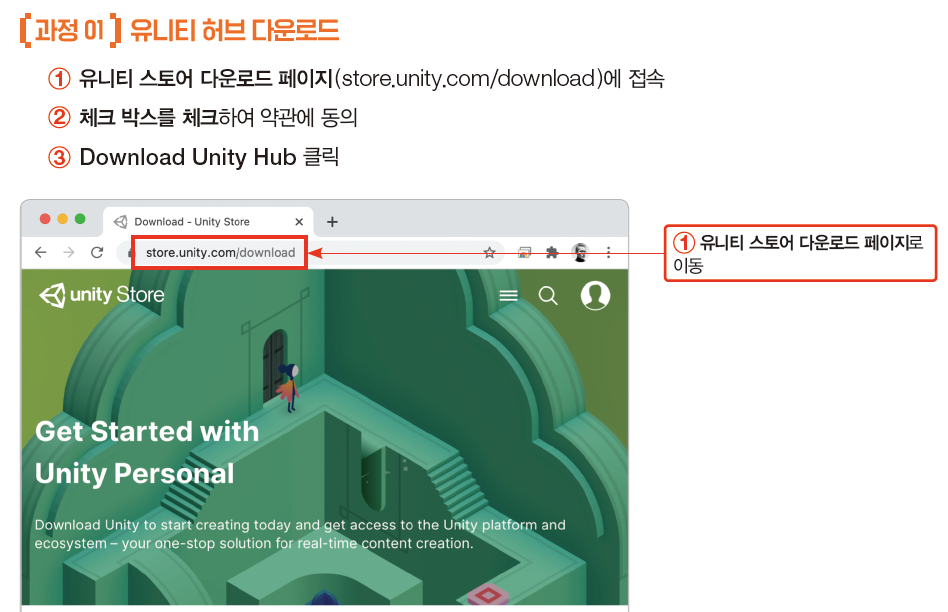 [과정 01] 유니티 허브 다운로드
① 유니티 스토어 다운로드 페이지(store.unity.com/download)에 접속
② 체크 박스를 체크하여 약관에 동의
③ Download Unity Hub 클릭
Download - Unity Store
store.unity.com/download
① 유니티 스토어 다운로드 페이지로
이동
unity Store
Get Started with
Unity Personal
Download Unity to start creating today and get access to the Unity platform and
ecosystem – your one-stop solution for real-time content creation.